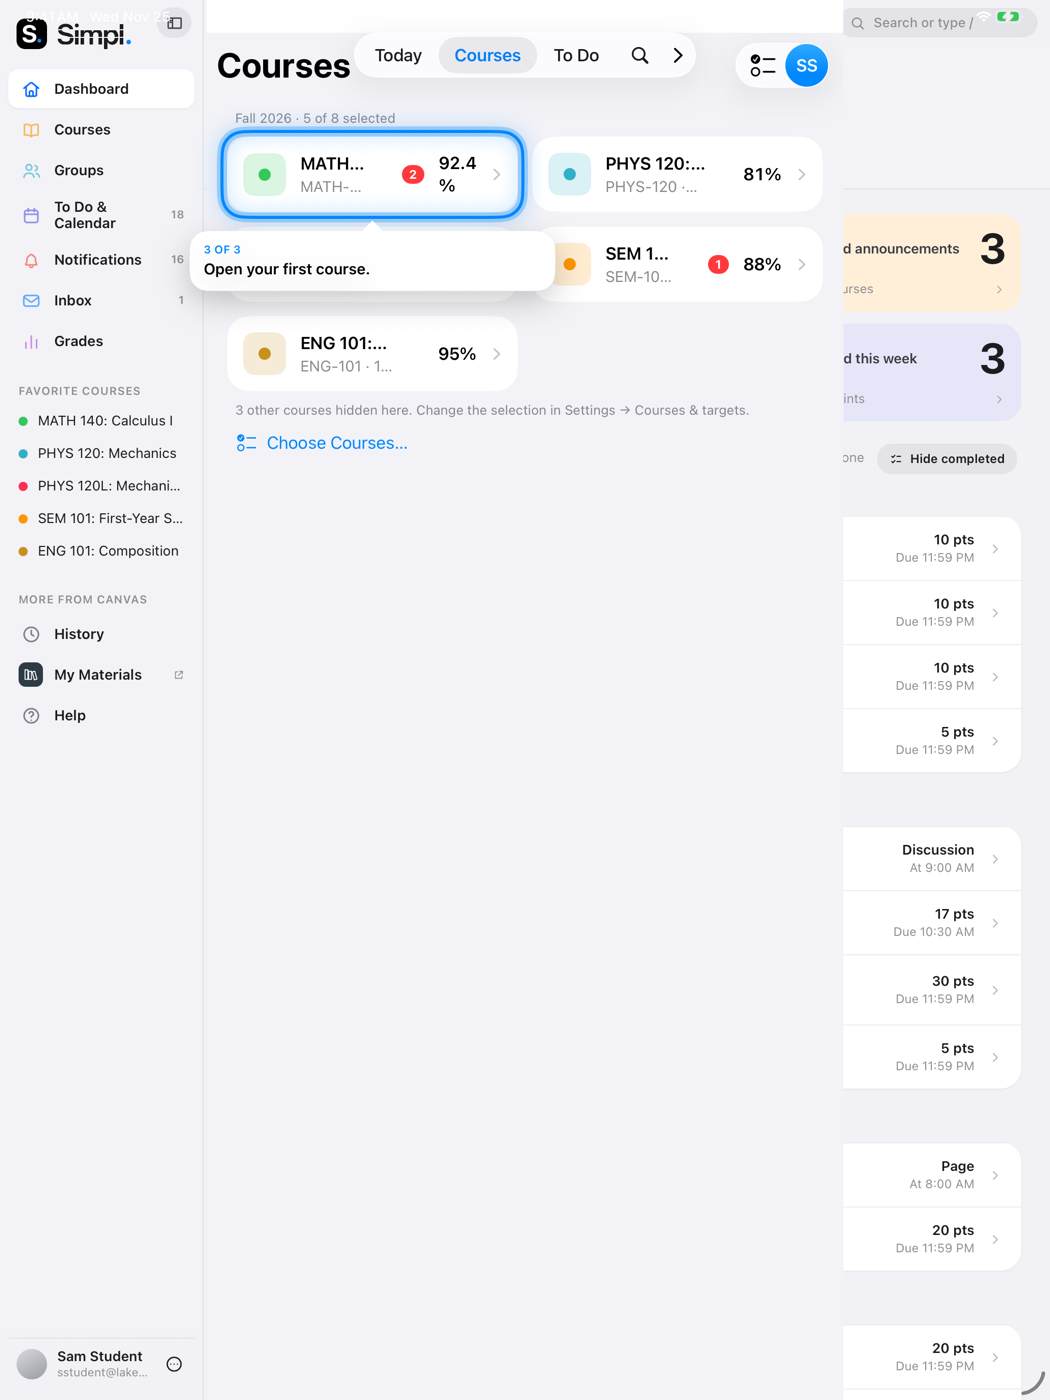 9:41 AM Wed Nov 25
S. Simpl.
Search or type /
Dashboard
Courses
Groups
To Do &
Calendar
18
Notifications
16
Inbox
1
Grades
FAVORITE COURSES
MATH 140: Calculus I
PHYS 120: Mechanics
PHYS 120L: Mechani...
SEM 101: First-Year S...
ENG 101: Composition
MORE FROM CANVAS
History
My Materials
Help
Sam Student
sstudent@lake...
Courses
Today
Courses
To Do
SS
Fall 2026 · 5 of 8 selected
MATH...
MATH-...
2
92.4
%
PHYS 120:...
PHYS-120 ·...
81%
3 OF 3
Open your first course.
SEM 1...
SEM-10...
1
88%
ENG 101:...
ENG-101 · 1...
95%
3 other courses hidden here. Change the selection in Settings → Courses & targets.
Choose Courses...
d announcements
3
urses
d this week
3
ints
one
Hide completed
10 pts
Due 11:59 PM
10 pts
Due 11:59 PM
10 pts
Due 11:59 PM
5 pts
Due 11:59 PM
Discussion
At 9:00 AM
17 pts
Due 10:30 AM
30 pts
Due 11:59 PM
5 pts
Due 11:59 PM
Page
At 8:00 AM
20 pts
Due 11:59 PM
20 pts
Due 11:59 PM